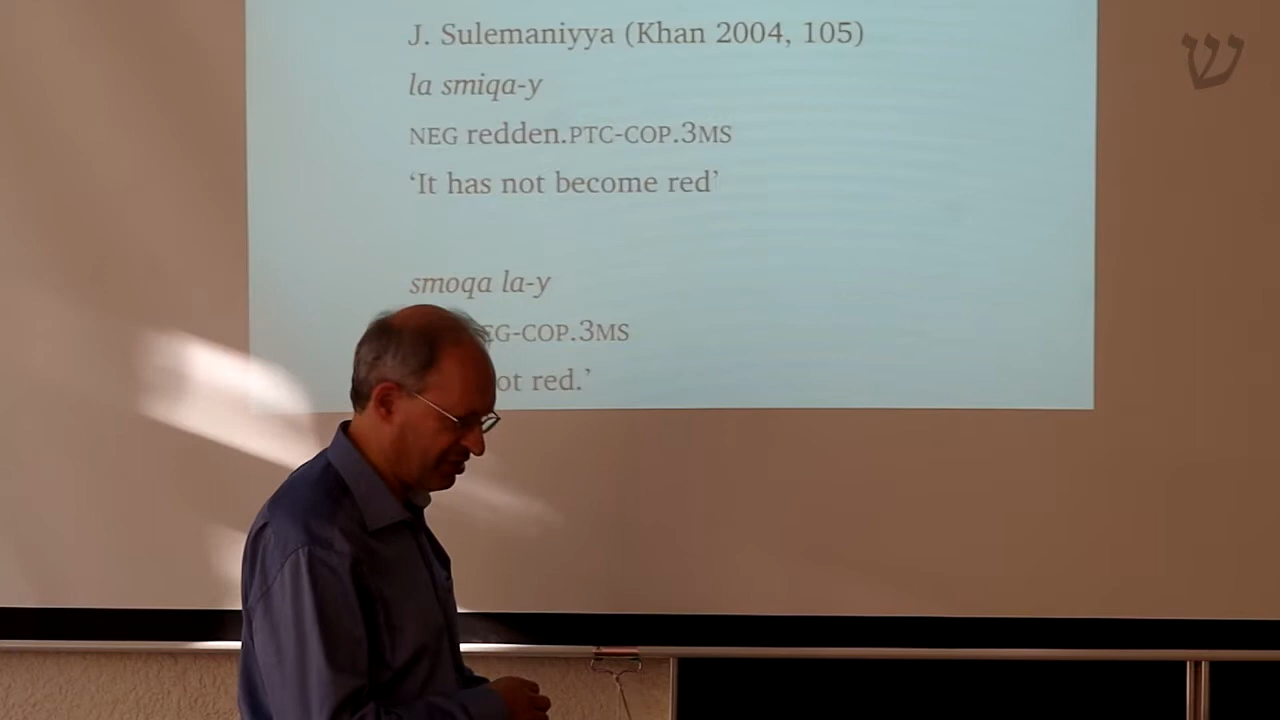 J. Sulemaniyya (Khan 2004, 105)
la smiqa-y
NEG redden.PTC-COP.3MS
‘It has not become red’
smoqa la-y
EG-COP.3MS
ot red.’
ש